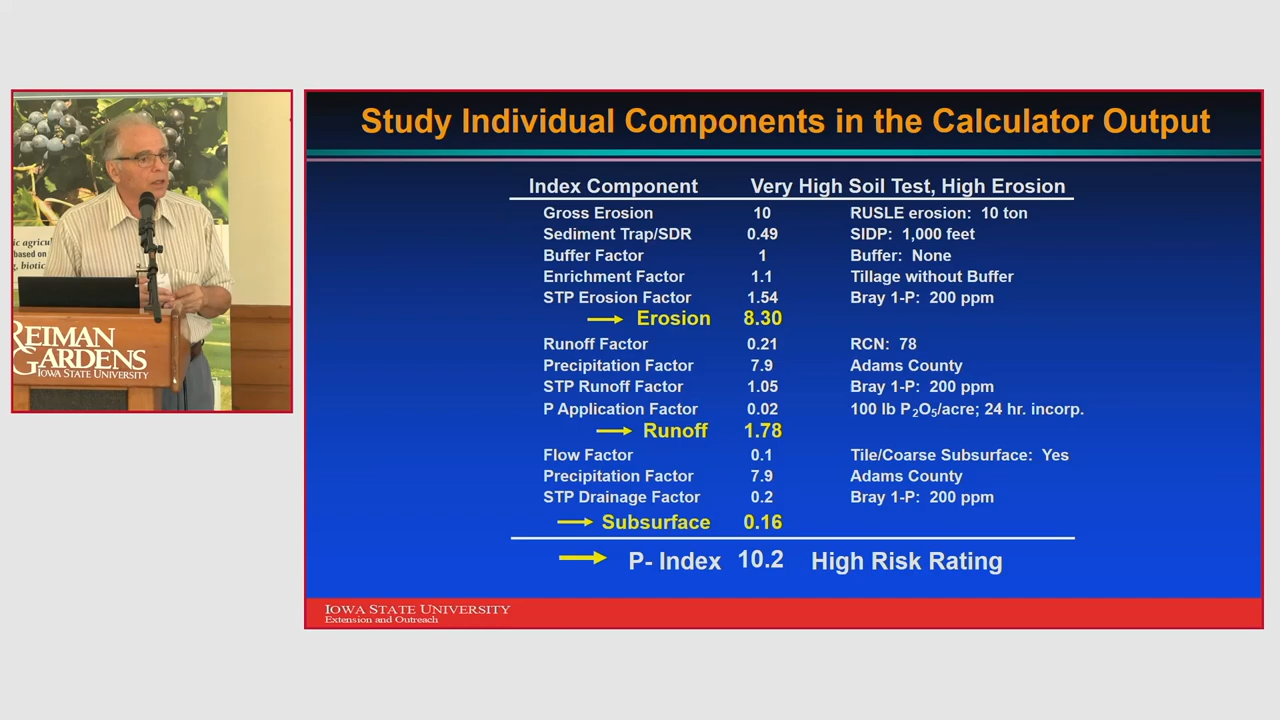 Study Individual Components in the Calculator Output
Index Component Very High Soil Test, High Erosion
Gross Erosion 10 RUSLE erosion: 10 ton
Sediment Trap/SDR 0.49 SIDP: 1,000 feet
Buffer Factor 1 Buffer: None
Enrichment Factor 1.1 Tillage without Buffer
STP Erosion Factor 1.54 Bray 1-P: 200 ppm
Erosion 8.30
Runoff Factor 0.21 RCN: 78
Precipitation Factor 7.9 Adams County
STP Runoff Factor 1.05 Bray 1-P: 200 ppm
P Application Factor 0.02 100 lb P2O5/acre; 24 hr. incorp.
Runoff 1.78
Flow Factor 0.1 Tile/Coarse Subsurface: Yes
Precipitation Factor 7.9 Adams County
STP Drainage Factor 0.2 Bray 1-P: 200 ppm
Subsurface 0.16
P- Index 10.2 High Risk Rating
IOWA STATE UNIVERSITY
Extension and Outreach
ic agricu
based on
g, biotic
REIMAN
GARDENS
IOWA STATE UNIVERSITY